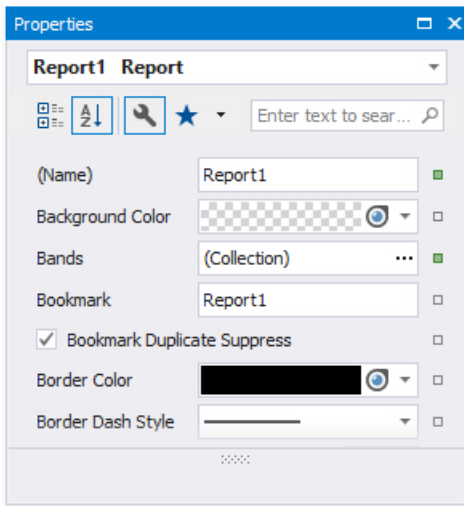 Properties
Report1 Report
A
Z
Enter text to sear...
(Name) Report1
Background Color
Bands (Collection) ...
Bookmark Report1
Bookmark Duplicate Suppress
Border Color
Border Dash Style